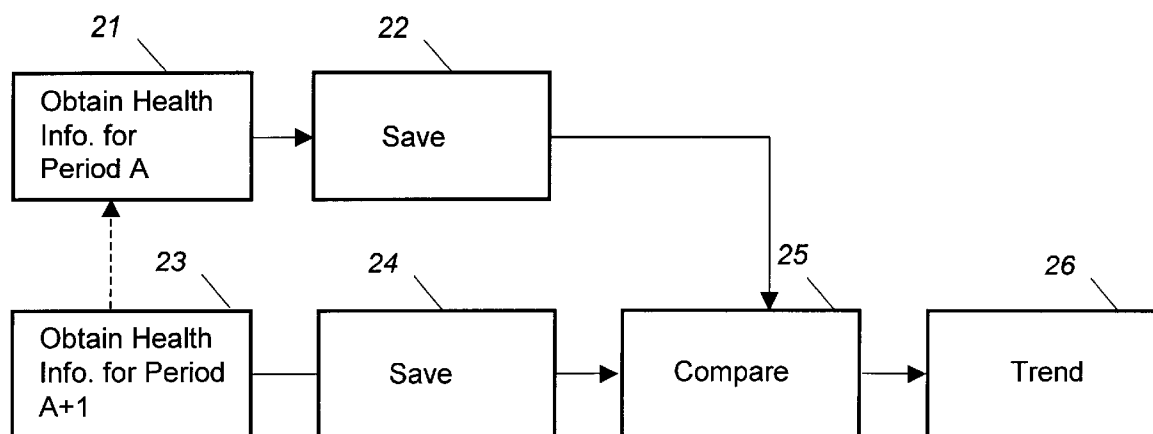 21
22
Obtain Health
Info. for
Period A
Save
23
24
25
26
Obtain Health
Info. for Period
A+1
Save
Compare
Trend